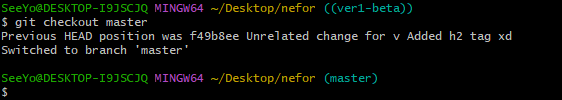 SeeYo@DESKTOP-I9JSCJQ MINGW64 ~/Desktop/nefor ((ver1-beta))
$ git checkout master
Previous HEAD position was f49b8ee Unrelated change for v Added h2 tag xd
Switched to branch 'master'
SeeYo@DESKTOP-I9JSCJQ MINGW64 ~/Desktop/nefor (master)
$